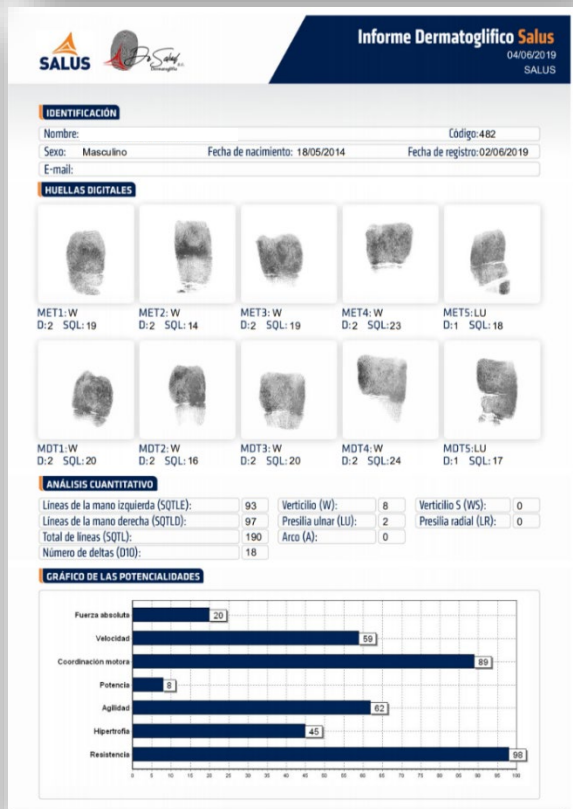 SALUS
Informe Dermatoglifico Salus
04/06/2019
SALUS
IDENTIFICACIÓN
Nombre: Código: 482
Sexo: Masculino Fecha de nacimiento: 18/05/2014 Fecha de registro: 02/06/2019
E-mail:
HUELLAS DIGITALES
MET1: W MET2: W MET3: W MET4: W MET5: LU
D: 2 SQL: 19 D: 2 SQL: 14 D: 2 SQL: 19 D: 2 SQL: 23 D: 1 SQL: 18
MDT1: W MDT2: W MDT3: W MDT4: W MDT5: LU
D: 2 SQL: 20 D: 2 SQL: 16 D: 2 SQL: 20 D: 2 SQL: 24 D: 1 SQL: 17
ANÁLISIS CUANTITATIVO
Líneas de la mano izquierda (SQTLE): 93 Verticilio (W): 8 Verticilio S (WS): 0
Líneas de la mano derecha (SQTLD): 97 Presilia ulnar (LU): 2 Presilia radial (LR): 0
Total de líneas (SQTL): 190 Arco (A): 0
Número de deltas (D10): 18
GRÁFICO DE LAS POTENCIALIDADES
Fuerza absoluta 20
Velocidad 59
Coordinación motora 89
Potencia 8
Agilidad 62
Hipertrofia 45
Resistencia 98
0 5 10 15 20 25 30 35 40 45 50 55 60 65 70 75 80 85 90 95 100